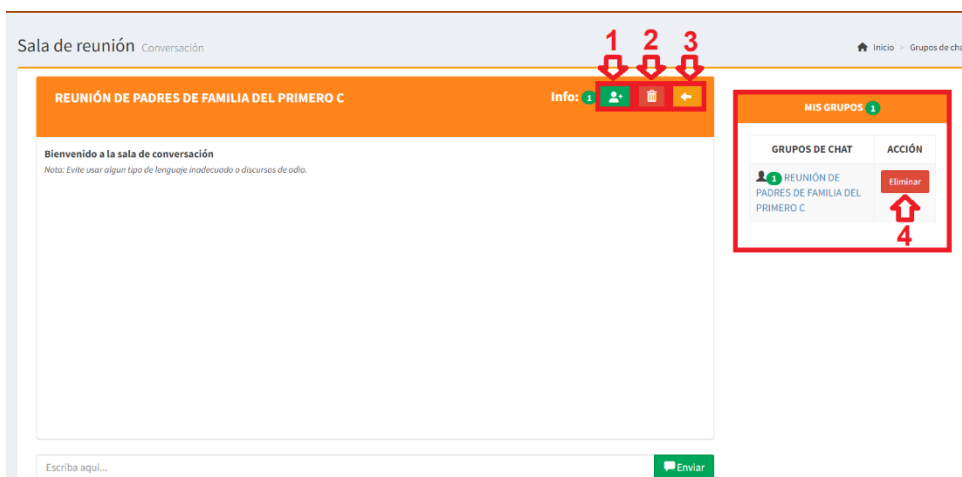 Sala de reunión Conversación
1 2 3
Inicio > Grupos de cha
REUNIÓN DE PADRES DE FAMILIA DEL PRIMERO C
Info: 1
Bienvenido a la sala de conversación
Nota: Evite usar algun tipo de lenguaje inadecuado o discursos de odio.
MIS GRUPOS 1
GRUPOS DE CHAT ACCIÓN
1 REUNIÓN DE
PADRES DE FAMILIA DEL
PRIMERO C
Eliminar
4
Escriba aqui...
Enviar